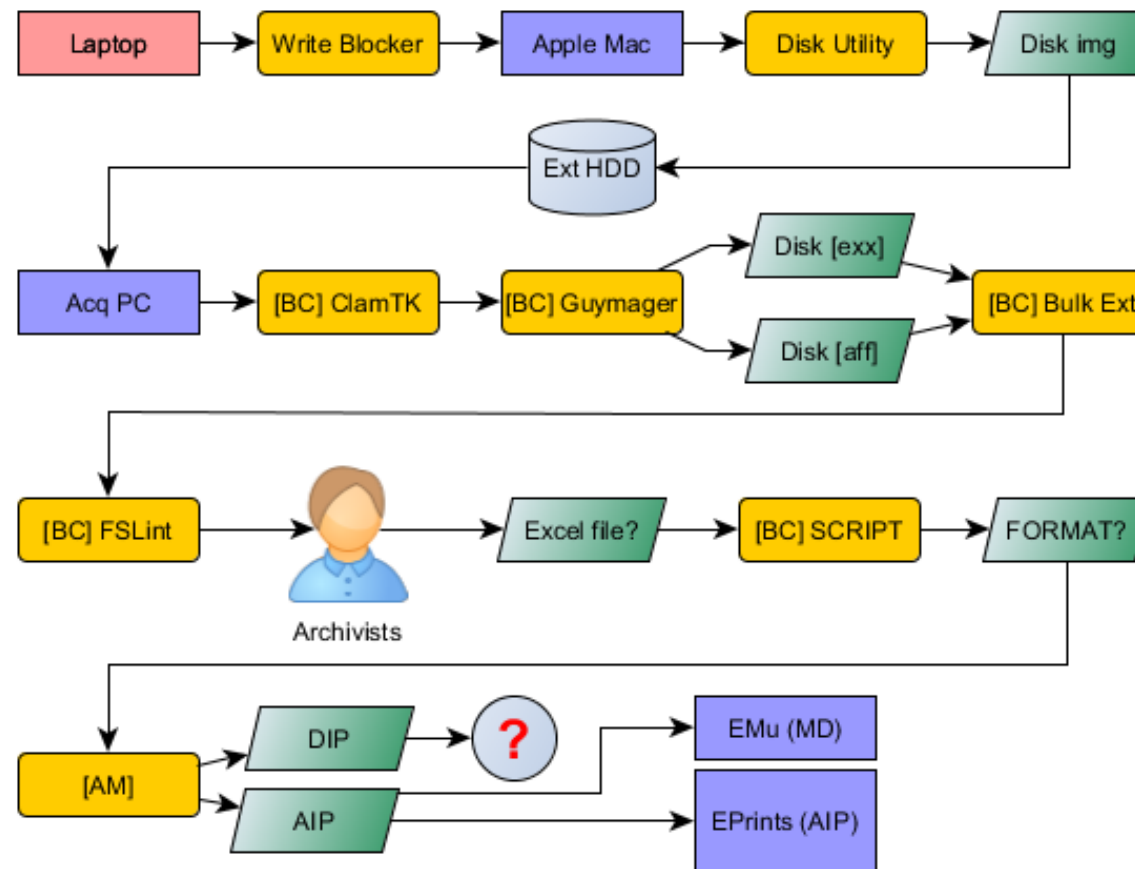 Laptop
Write Blocker
Apple Mac
Disk Utility
Disk img
Ext HDD
Acq PC
[BC] ClamTK
[BC] Guymager
Disk [exx]
Disk [aff]
[BC] Bulk Ext
[BC] FSLint
Archivists
Excel file?
[BC] SCRIPT
FORMAT?
[AM]
DIP
?
AIP
EMu (MD)
EPrints (AIP)